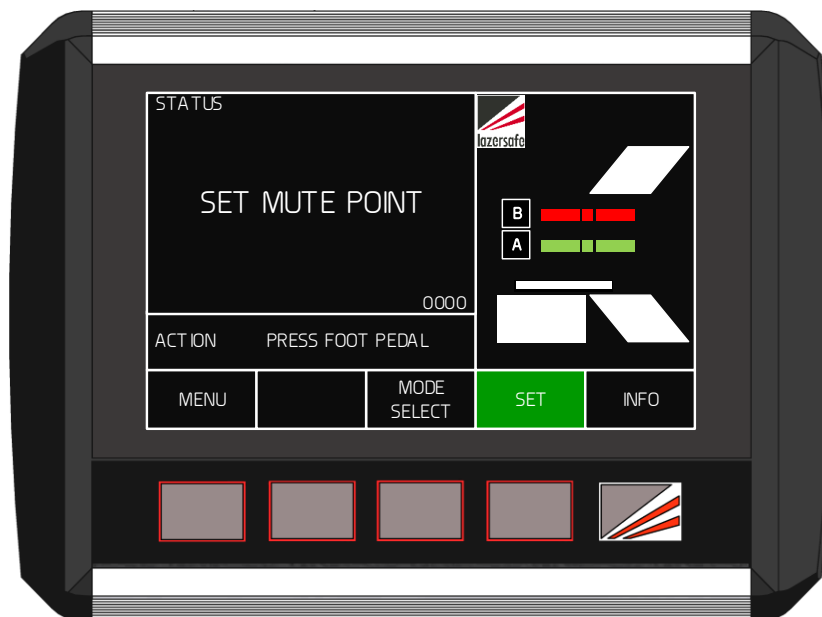 STATUS
lazersafe
SET MUTE POINT
B
A
0000
ACTION PRESS FOOT PEDAL
MENU
MODE
SELECT
SET
INFO